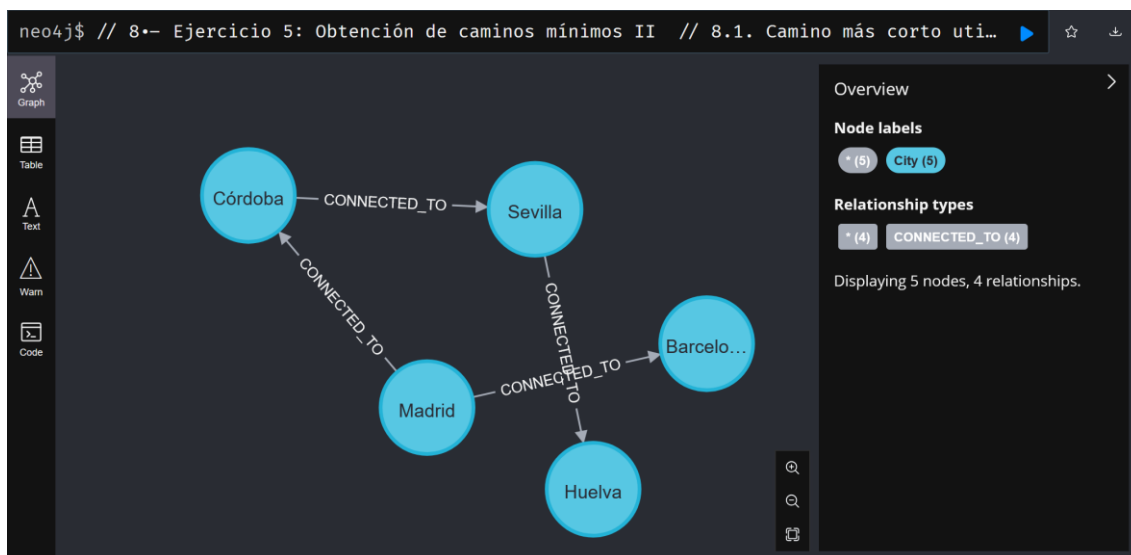 neo4j$ // 8•— Ejercicio 5: Obtención de caminos mínimos II // 8.1. Camino más corto uti…
Graph
Table
Text
Warn
Code
Córdoba
CONNECTED_TO
Sevilla
CONNECTED_TO
CONNECTED_TO
Barcelo…
CONNECTED_TO
Madrid
Huelva
Overview
Node labels
* (5) City (5)
Relationship types
* (4) CONNECTED_TO (4)
Displaying 5 nodes, 4 relationships.